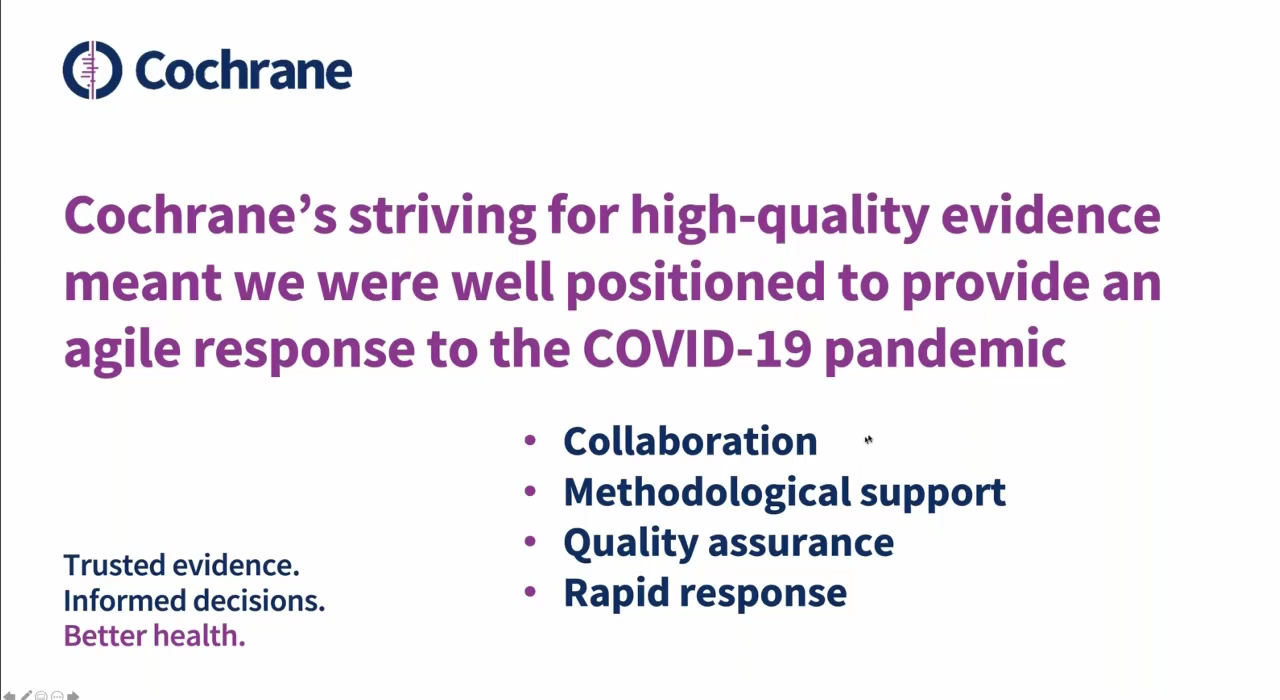 Cochrane
Cochrane’s striving for high-quality evidence
meant we were well positioned to provide an
agile response to the COVID-19 pandemic
• Collaboration
• Methodological support
• Quality assurance
• Rapid response
Trusted evidence.
Informed decisions.
Better health.